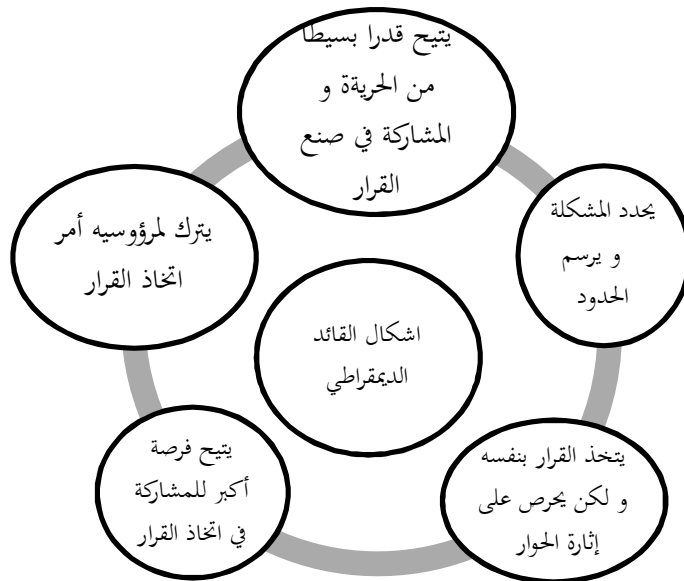 يتيح قدرا بسيطا
من الحريةة و
المشاركة في صنع
القرار
يحدد المشكلة
و يرسم
الحدود
يتخذ القرار بنفسه
و لكن يحرص على
إثارة الحوار
يتيح فرصة
أكبر للمشاركة
في اتخاذ القرار
يترك لمرؤوسيه أمر
اتخاذ القرار
اشكال القائد
الديمقراطي